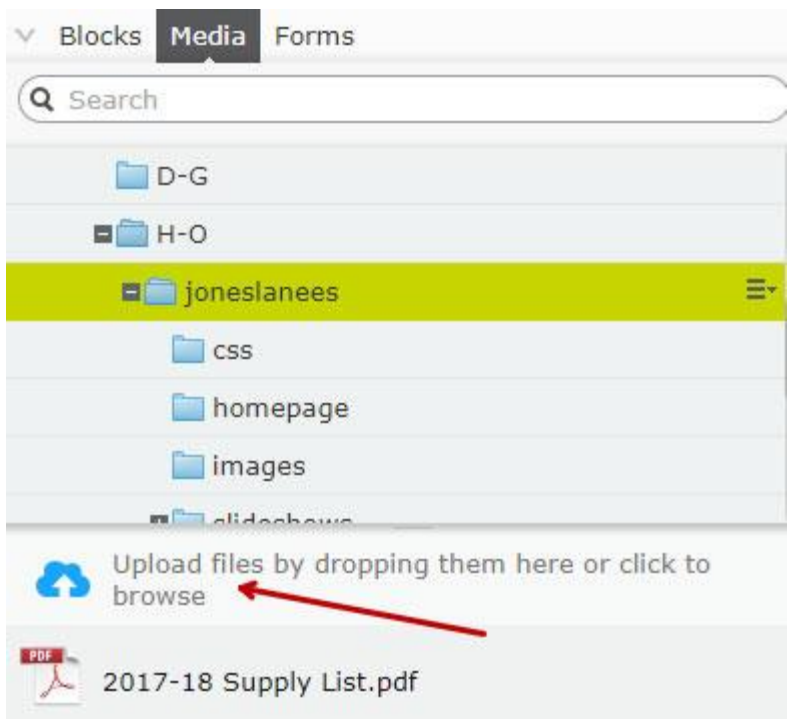 Blocks Media Forms
Search
D-G
H-O
joneslanees
css
homepage
images
slideshows
Upload files by dropping them here or click to
browse
PDF
2017-18 Supply List.pdf